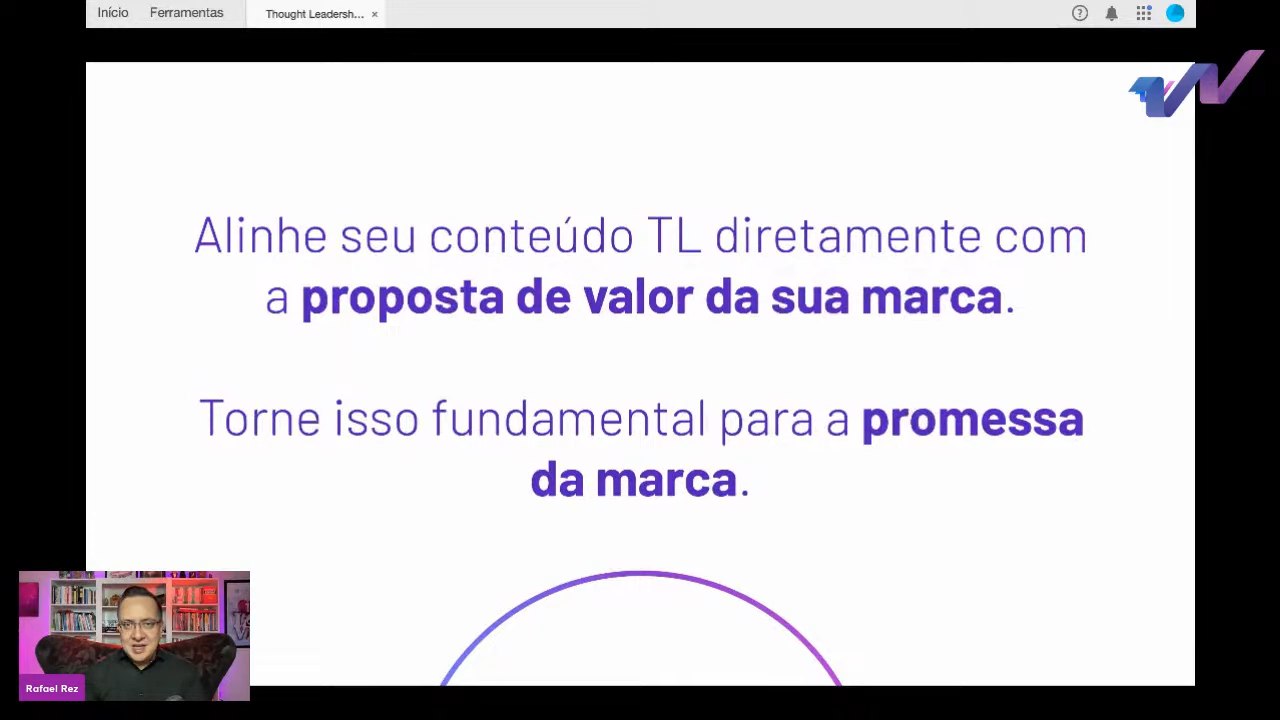 Início Ferramentas Thought Leadersh... ×
Alinhe seu conteúdo TL diretamente com
a proposta de valor da sua marca.
Torne isso fundamental para a promessa
da marca.
Rafael Rez